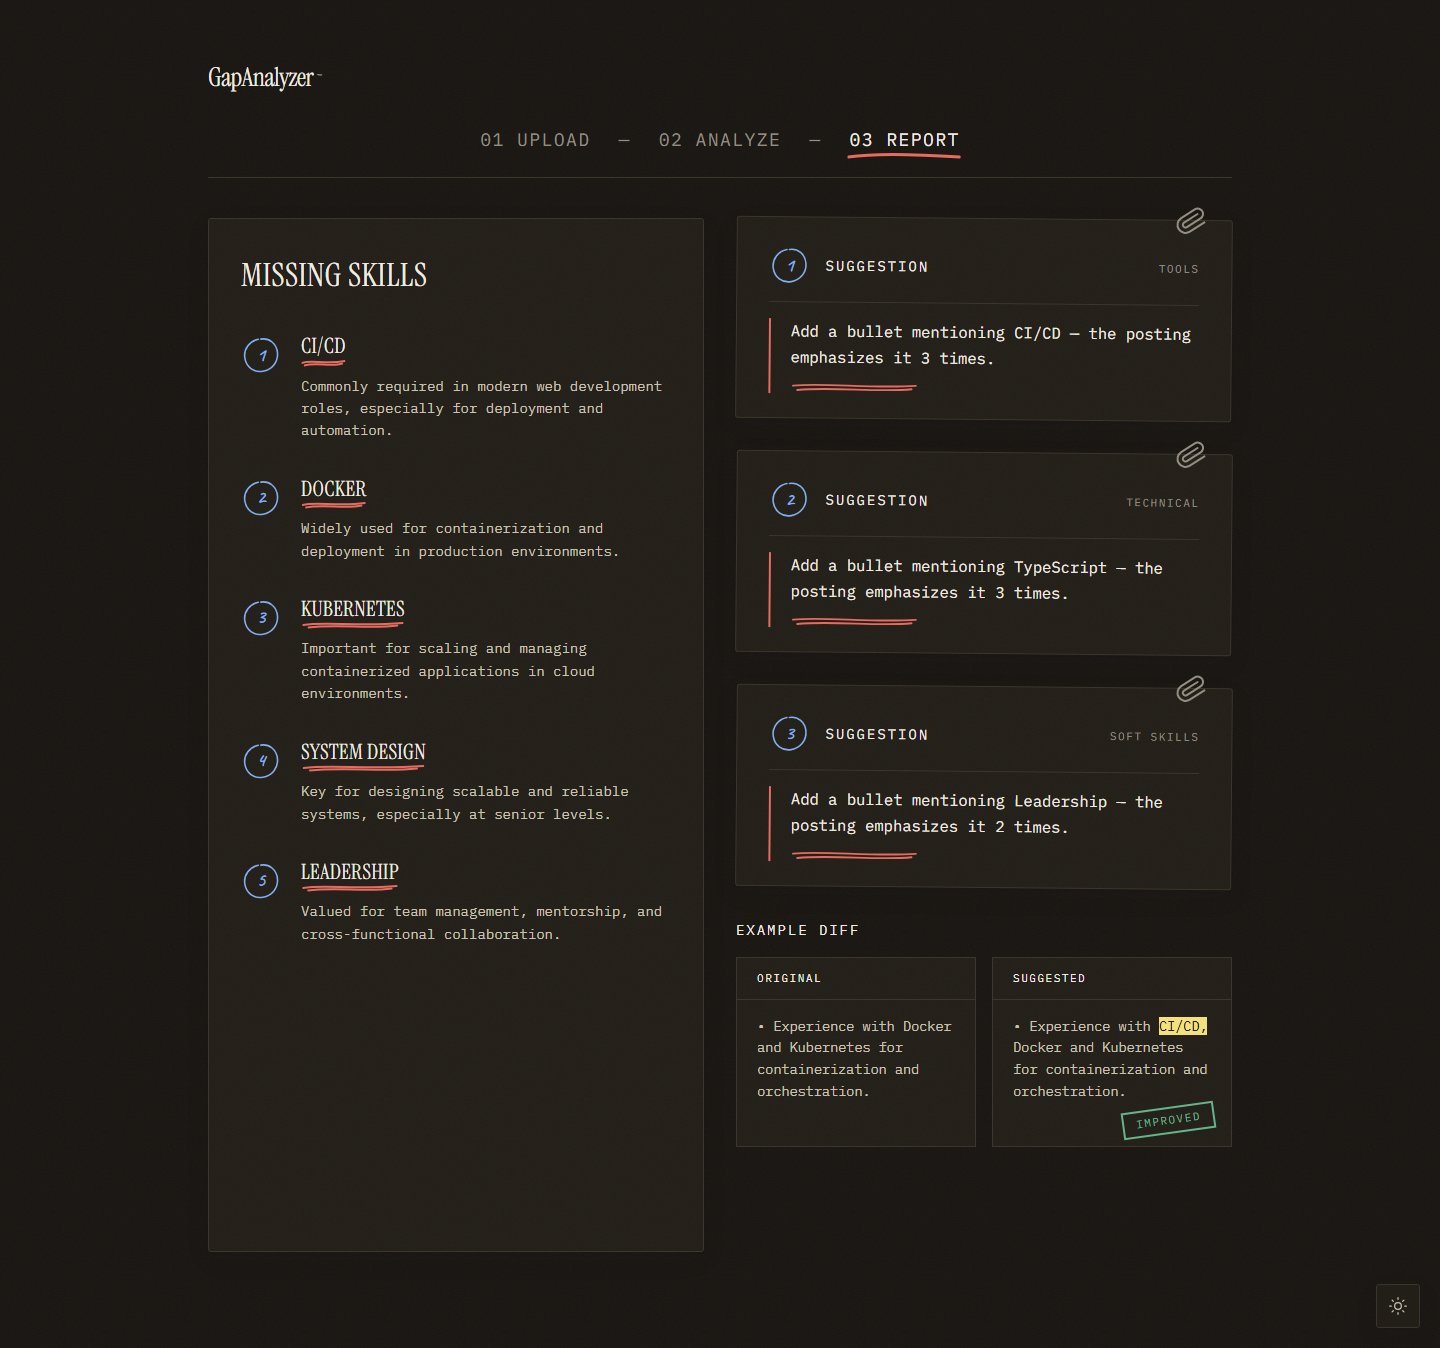 GapAnalyzer™
01 UPLOAD — 02 ANALYZE — 03 REPORT
MISSING SKILLS
1
CI/CD
Commonly required in modern web development
roles, especially for deployment and
automation.
2
DOCKER
Widely used for containerization and
deployment in production environments.
3
KUBERNETES
Important for scaling and managing
containerized applications in cloud
environments.
4
SYSTEM DESIGN
Key for designing scalable and reliable
systems, especially at senior levels.
5
LEADERSHIP
Valued for team management, mentorship, and
cross-functional collaboration.
1 SUGGESTION TOOLS
Add a bullet mentioning CI/CD — the posting
emphasizes it 3 times.
2 SUGGESTION TECHNICAL
Add a bullet mentioning TypeScript — the
posting emphasizes it 3 times.
3 SUGGESTION SOFT SKILLS
Add a bullet mentioning Leadership — the
posting emphasizes it 2 times.
EXAMPLE DIFF
ORIGINAL
• Experience with Docker
and Kubernetes for
containerization and
orchestration.
SUGGESTED
• Experience with CI/CD,
Docker and Kubernetes
for containerization and
orchestration.
IMPROVED